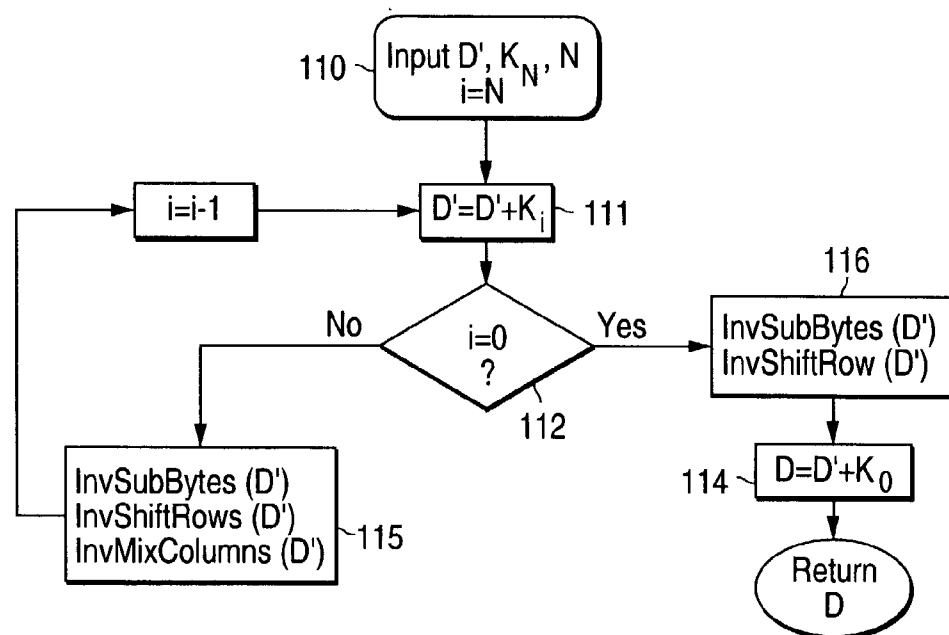 110
Input D', K_N, N
i=N
i=i-1
D'=D'+K_i
111
116
No
i=0
?
Yes
112
InvSubBytes (D')
InvShiftRow (D')
InvSubBytes (D')
InvShiftRows (D')
InvMixColumns (D')
115
114
D=D'+K_0
Return
D